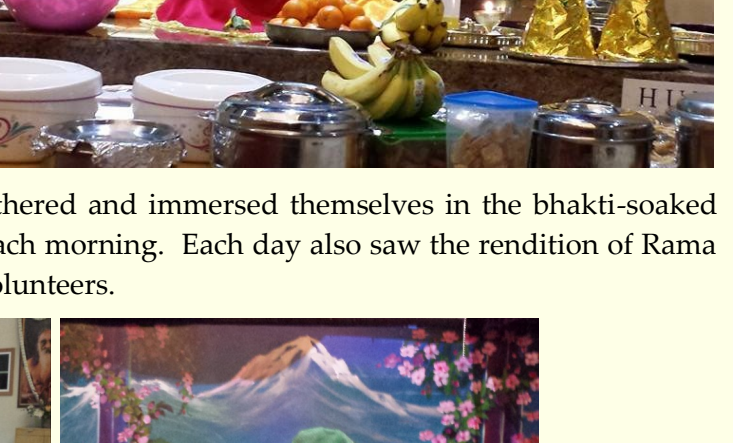 HU
thered and immersed themselves in the bhakti-soaked
ach morning. Each day also saw the rendition of Rama
olunteers.